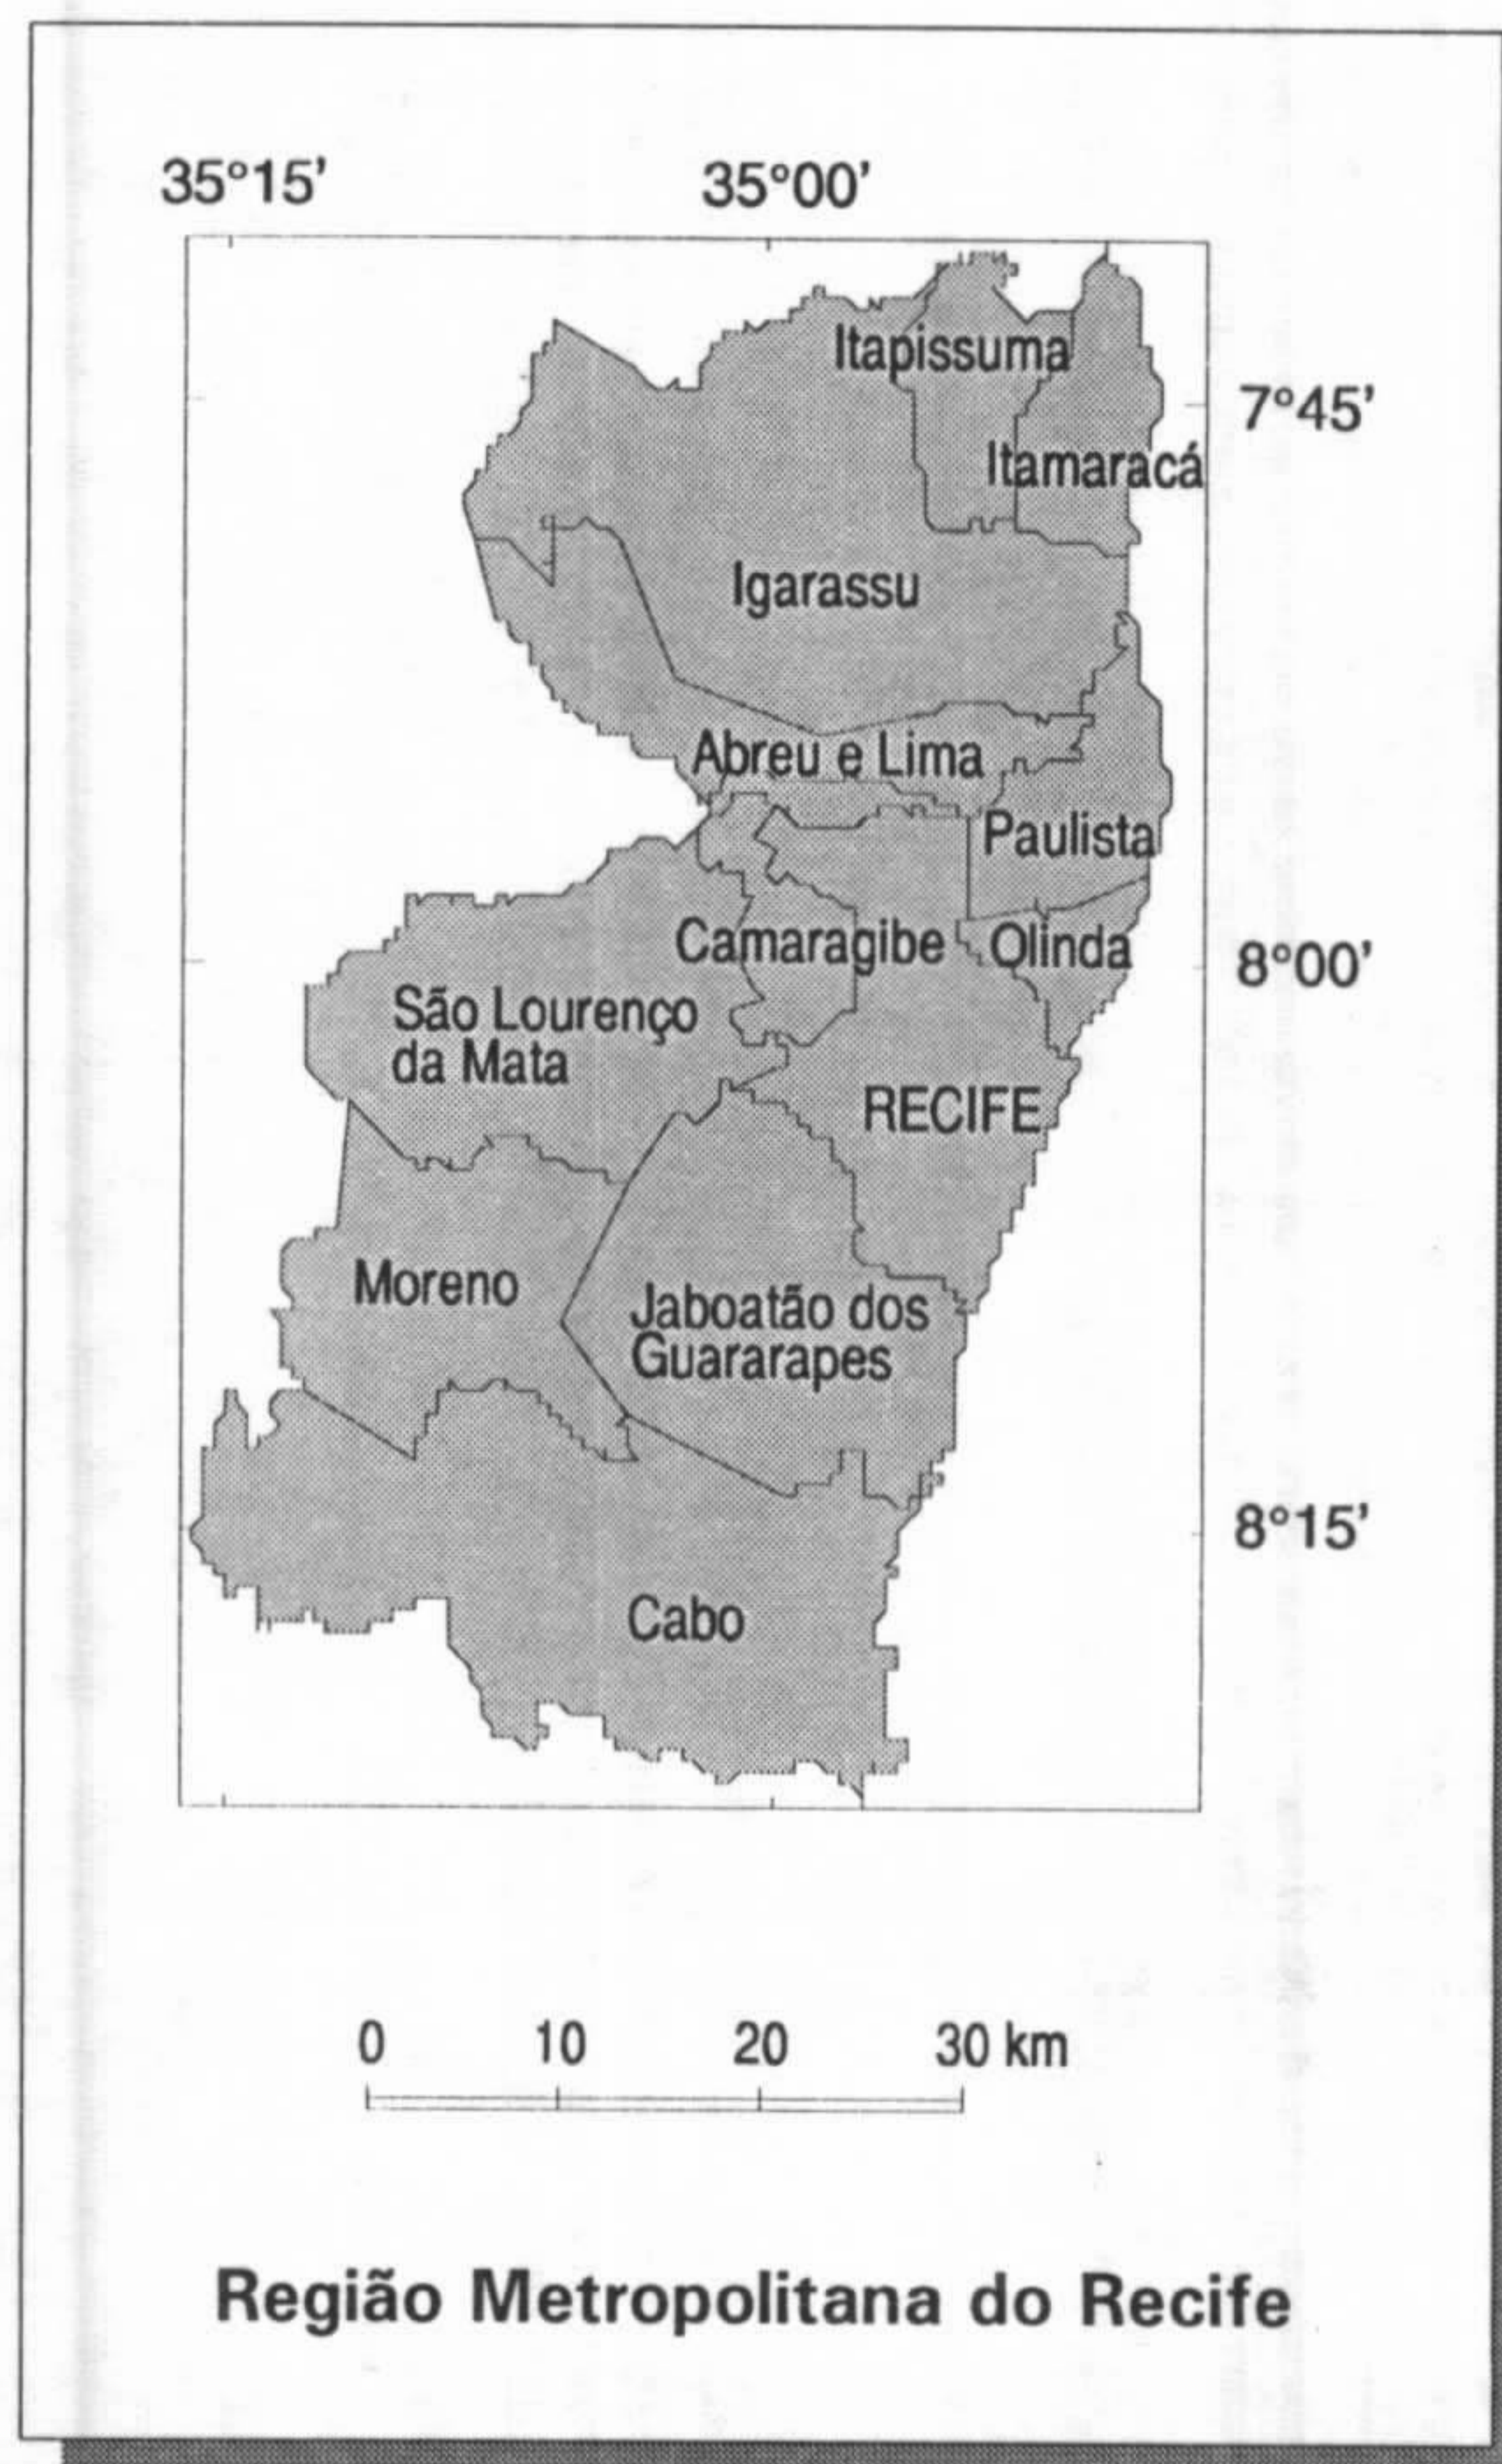 35°15' 35°00'
Itapissuma
7°45'
Itamaracá
Igarassu
Abreu e Lima
Paulista
Camaragibe
Olinda
8°00'
São Lourenço
da Mata
RECIFE
Moreno
Jaboatão dos
Guararapes
8°15'
Cabo
0 10 20 30 km
Região Metropolitana do Recife